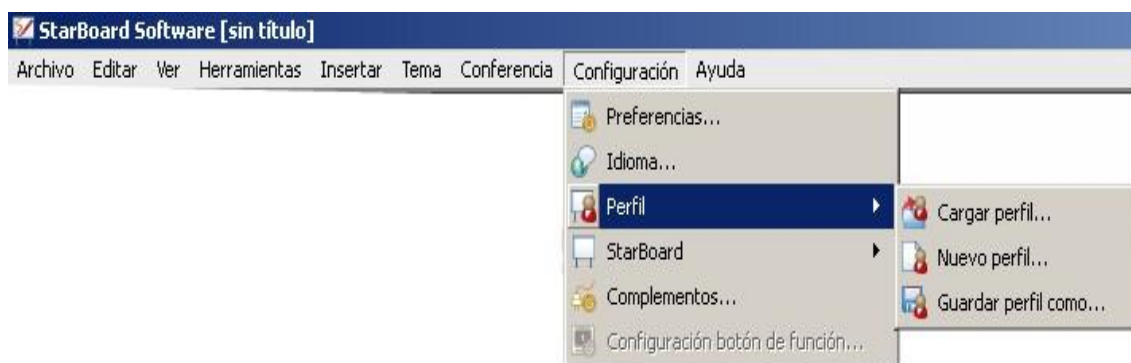 StarBoard Software [sin título]
Archivo Editar Ver Herramientas Insertar Tema Conferencia Configuración Ayuda
Preferencias...
Idioma...
Perfil
StarBoard
Complementos...
Configuración botón de función...
Cargar perfil...
Nuevo perfil...
Guardar perfil como...